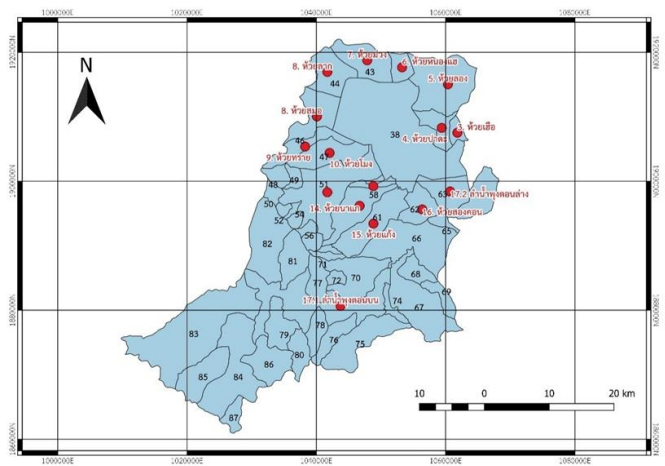 1000000E 1020000E 1040000E 1060000E 1080000E
1920000N 1920000N
N
7. ห้วยมรง
6. ห้วยหนองแฮ
8. ห้วยลาก
43
44
5. ห้วยลอง
8. ห้วยสมอ
3. ห้วยเฮือ
38
4. ห้วยปาดะ
46
47
9. ห้วยทราย
10. ห้วยโมง
1900000N 1900000N
48 49 51
58
63
17.2 ลำน้ำพุงตอนล่าง
50
14. ห้วยนาแก
62
16. ห้วยสองคอน
52 54
61
15. ห้วยแก้ง
65
56
66
82
81
71
77 72 70
68
69
74
67
17.1 ลำน้ำพุงตอนบน
1880000N 1880000N
78
83
79
76
75
80
86
85 84
87
10 0 10 20 km
1860000N 1860000N
1000000E 1020000E 1040000E 1060000E 1080000E